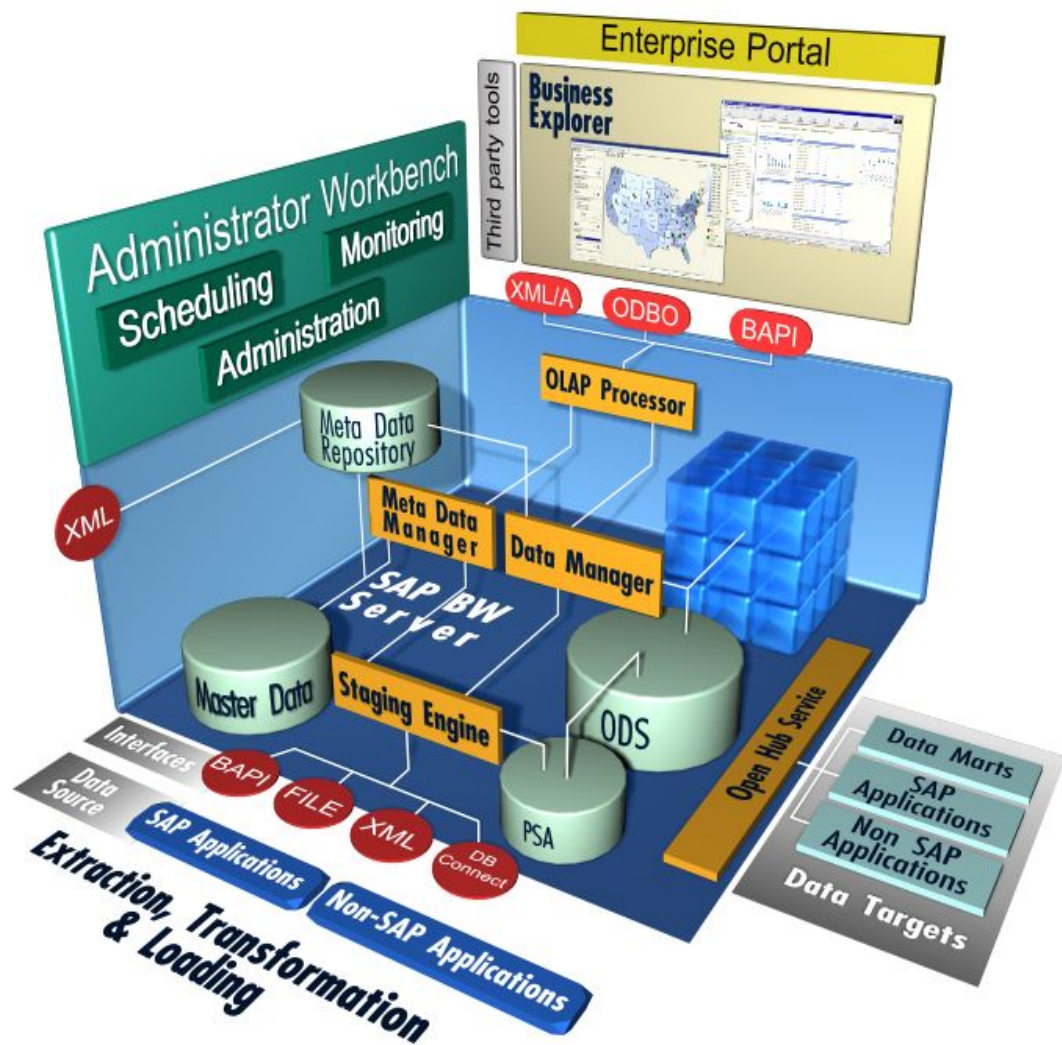 Enterprise Portal
Third party tools
Business
Explorer
Administrator Workbench
Scheduling
Monitoring
Administration
XML/A
ODBO
BAPI
OLAP Processor
Meta Data
Repository
XML
Meta Data
Manager
Data Manager
SAP BW
Server
Master Data
Staging Engine
ODS
PSA
Open Hub Service
Interfaces
BAPI
FILE
XML
DB
Connect
Data
Source
SAP Applications
Non-SAP Applications
Extraction, Transformation
& Loading
Data Marts
SAP
Applications
Non SAP
Applications
Data Targets